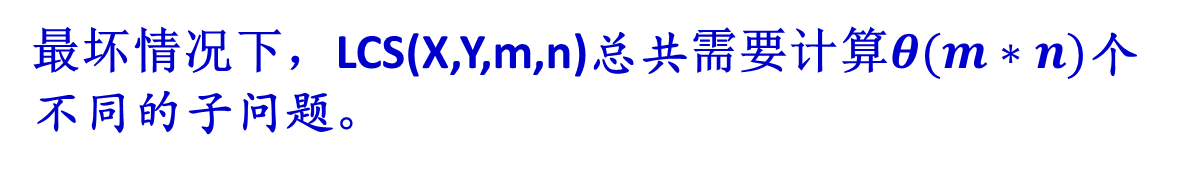 最坏情况下，LCS(X,Y,m,n)总共需要计算𝜽(𝒎 ∗ 𝒏)个
不同的子问题。